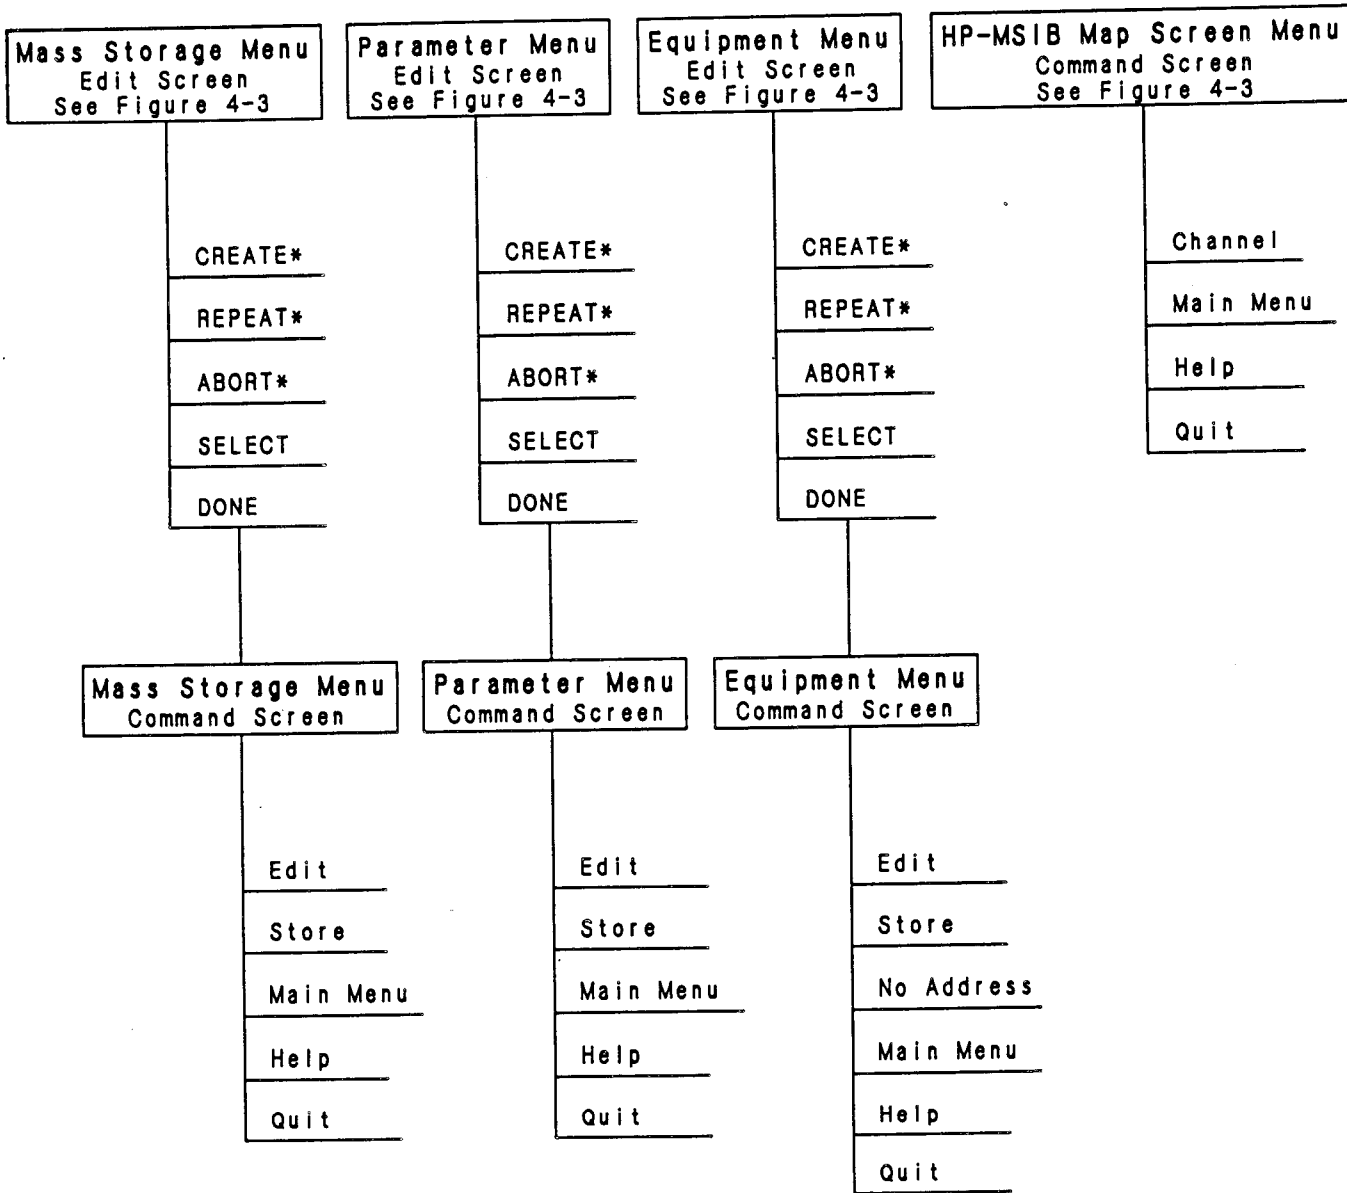 Mass Storage Menu
Edit Screen
See Figure 4-3
CREATE*
REPEAT*
ABORT*
SELECT
DONE
Mass Storage Menu
Command Screen
Edit
Store
Main Menu
Help
Quit
Parameter Menu
Edit Screen
See Figure 4-3
CREATE*
REPEAT*
ABORT*
SELECT
DONE
Parameter Menu
Command Screen
Edit
Store
Main Menu
Help
Quit
Equipment Menu
Edit Screen
See Figure 4-3
CREATE*
REPEAT*
ABORT*
SELECT
DONE
Equipment Menu
Command Screen
Edit
Store
No Address
Main Menu
Help
Quit
HP-MSIB Map Screen Menu
Command Screen
See Figure 4-3
Channel
Main Menu
Help
Quit